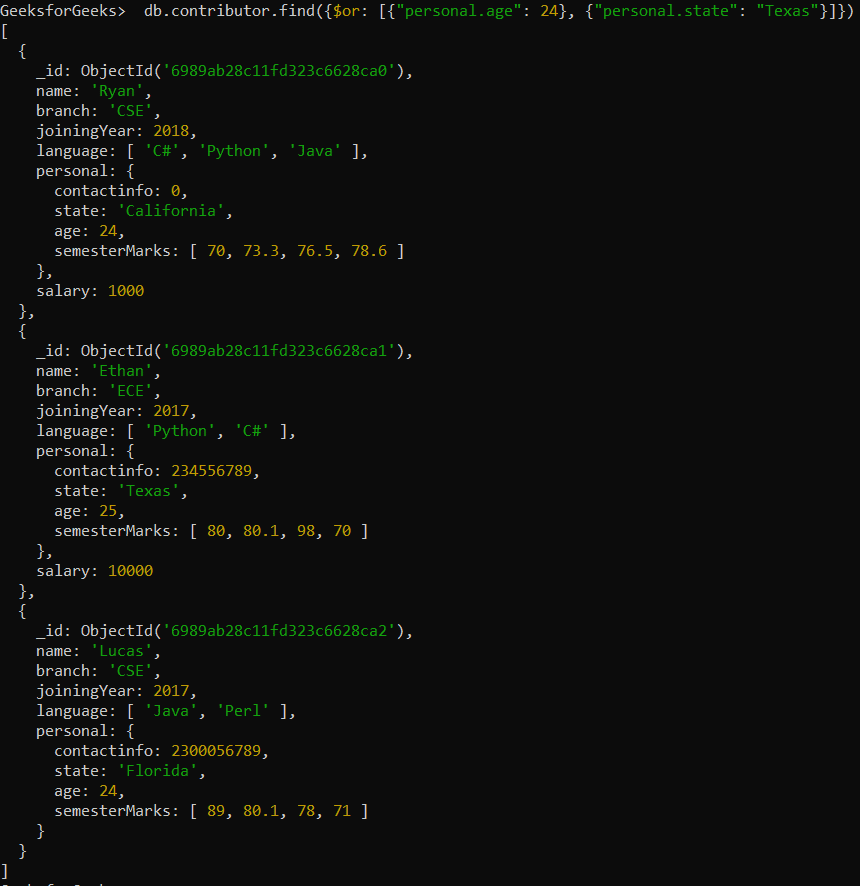 GeeksforGeeks>  db.contributor.find({$or: [{"personal.age": 24}, {"personal.state": "Texas"}]})
[
  {
    _id: ObjectId('6989ab28c11fd323c6628ca0'),
    name: 'Ryan',
    branch: 'CSE',
    joiningYear: 2018,
    language: [ 'C#', 'Python', 'Java' ],
    personal: {
      contactinfo: 0,
      state: 'California',
      age: 24,
      semesterMarks: [ 70, 73.3, 76.5, 78.6 ]
    },
    salary: 1000
  },
  {
    _id: ObjectId('6989ab28c11fd323c6628ca1'),
    name: 'Ethan',
    branch: 'ECE',
    joiningYear: 2017,
    language: [ 'Python', 'C#' ],
    personal: {
      contactinfo: 234556789,
      state: 'Texas',
      age: 25,
      semesterMarks: [ 80, 80.1, 98, 70 ]
    },
    salary: 10000
  },
  {
    _id: ObjectId('6989ab28c11fd323c6628ca2'),
    name: 'Lucas',
    branch: 'CSE',
    joiningYear: 2017,
    language: [ 'Java', 'Perl' ],
    personal: {
      contactinfo: 2300056789,
      state: 'Florida',
      age: 24,
      semesterMarks: [ 89, 80.1, 78, 71 ]
    }
  }
]